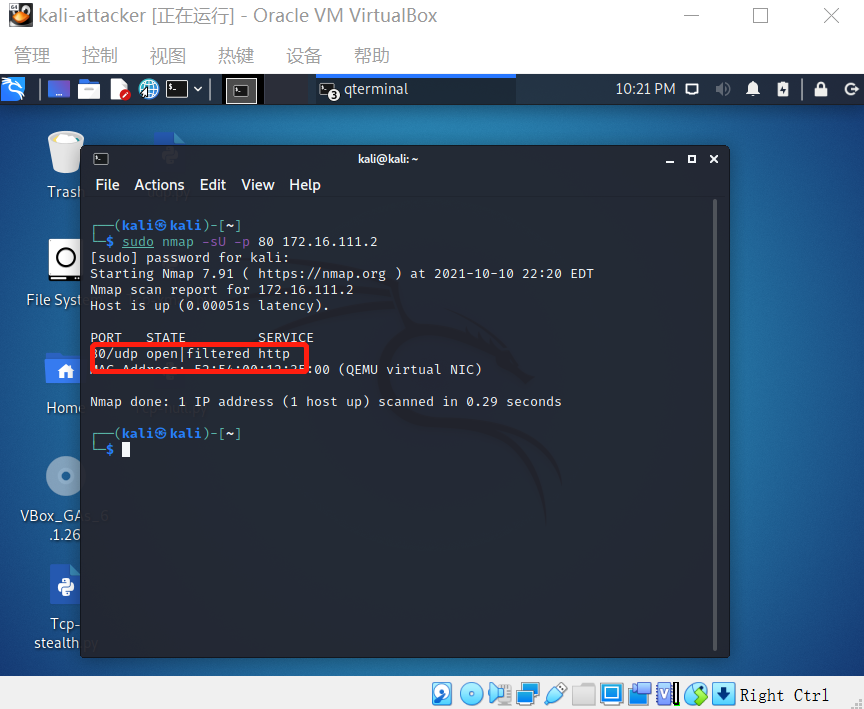 kali-attacker [正在运行] - Oracle VM VirtualBox
管理 控制 视图 热键 设备 帮助
3 qterminal 10:21 PM
Trash
File Syst
Home
VBox_GAs_6
.1.26
Tcp-
stealth.py
kali@kali: ~
File Actions Edit View Help
┌──(kali㉿kali)-[~]
└─$ sudo nmap -sU -p 80 172.16.111.2
[sudo] password for kali:
Starting Nmap 7.91 ( https://nmap.org ) at 2021-10-10 22:20 EDT
Nmap scan report for 172.16.111.2
Host is up (0.00051s latency).
PORT STATE SERVICE
80/udp open|filtered http
MAC Address: 52:54:00:12:35:00 (QEMU virtual NIC)
Nmap done: 1 IP address (1 host up) scanned in 0.29 seconds
┌──(kali㉿kali)-[~]
└─$
Right Ctrl